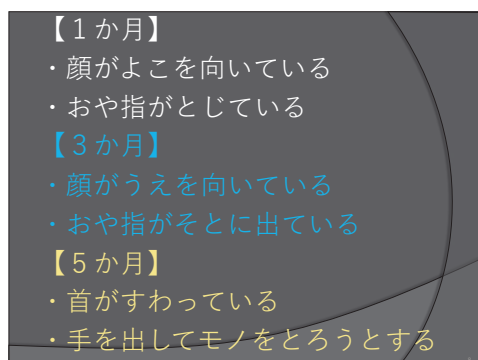 【１か月】
・顔がよこを向いている
・おや指がとじている
【３か月】
・顔がうえを向いている
・おや指がそとに出ている
【５か月】
・首がすわっている
・手を出してモノをとろうとする